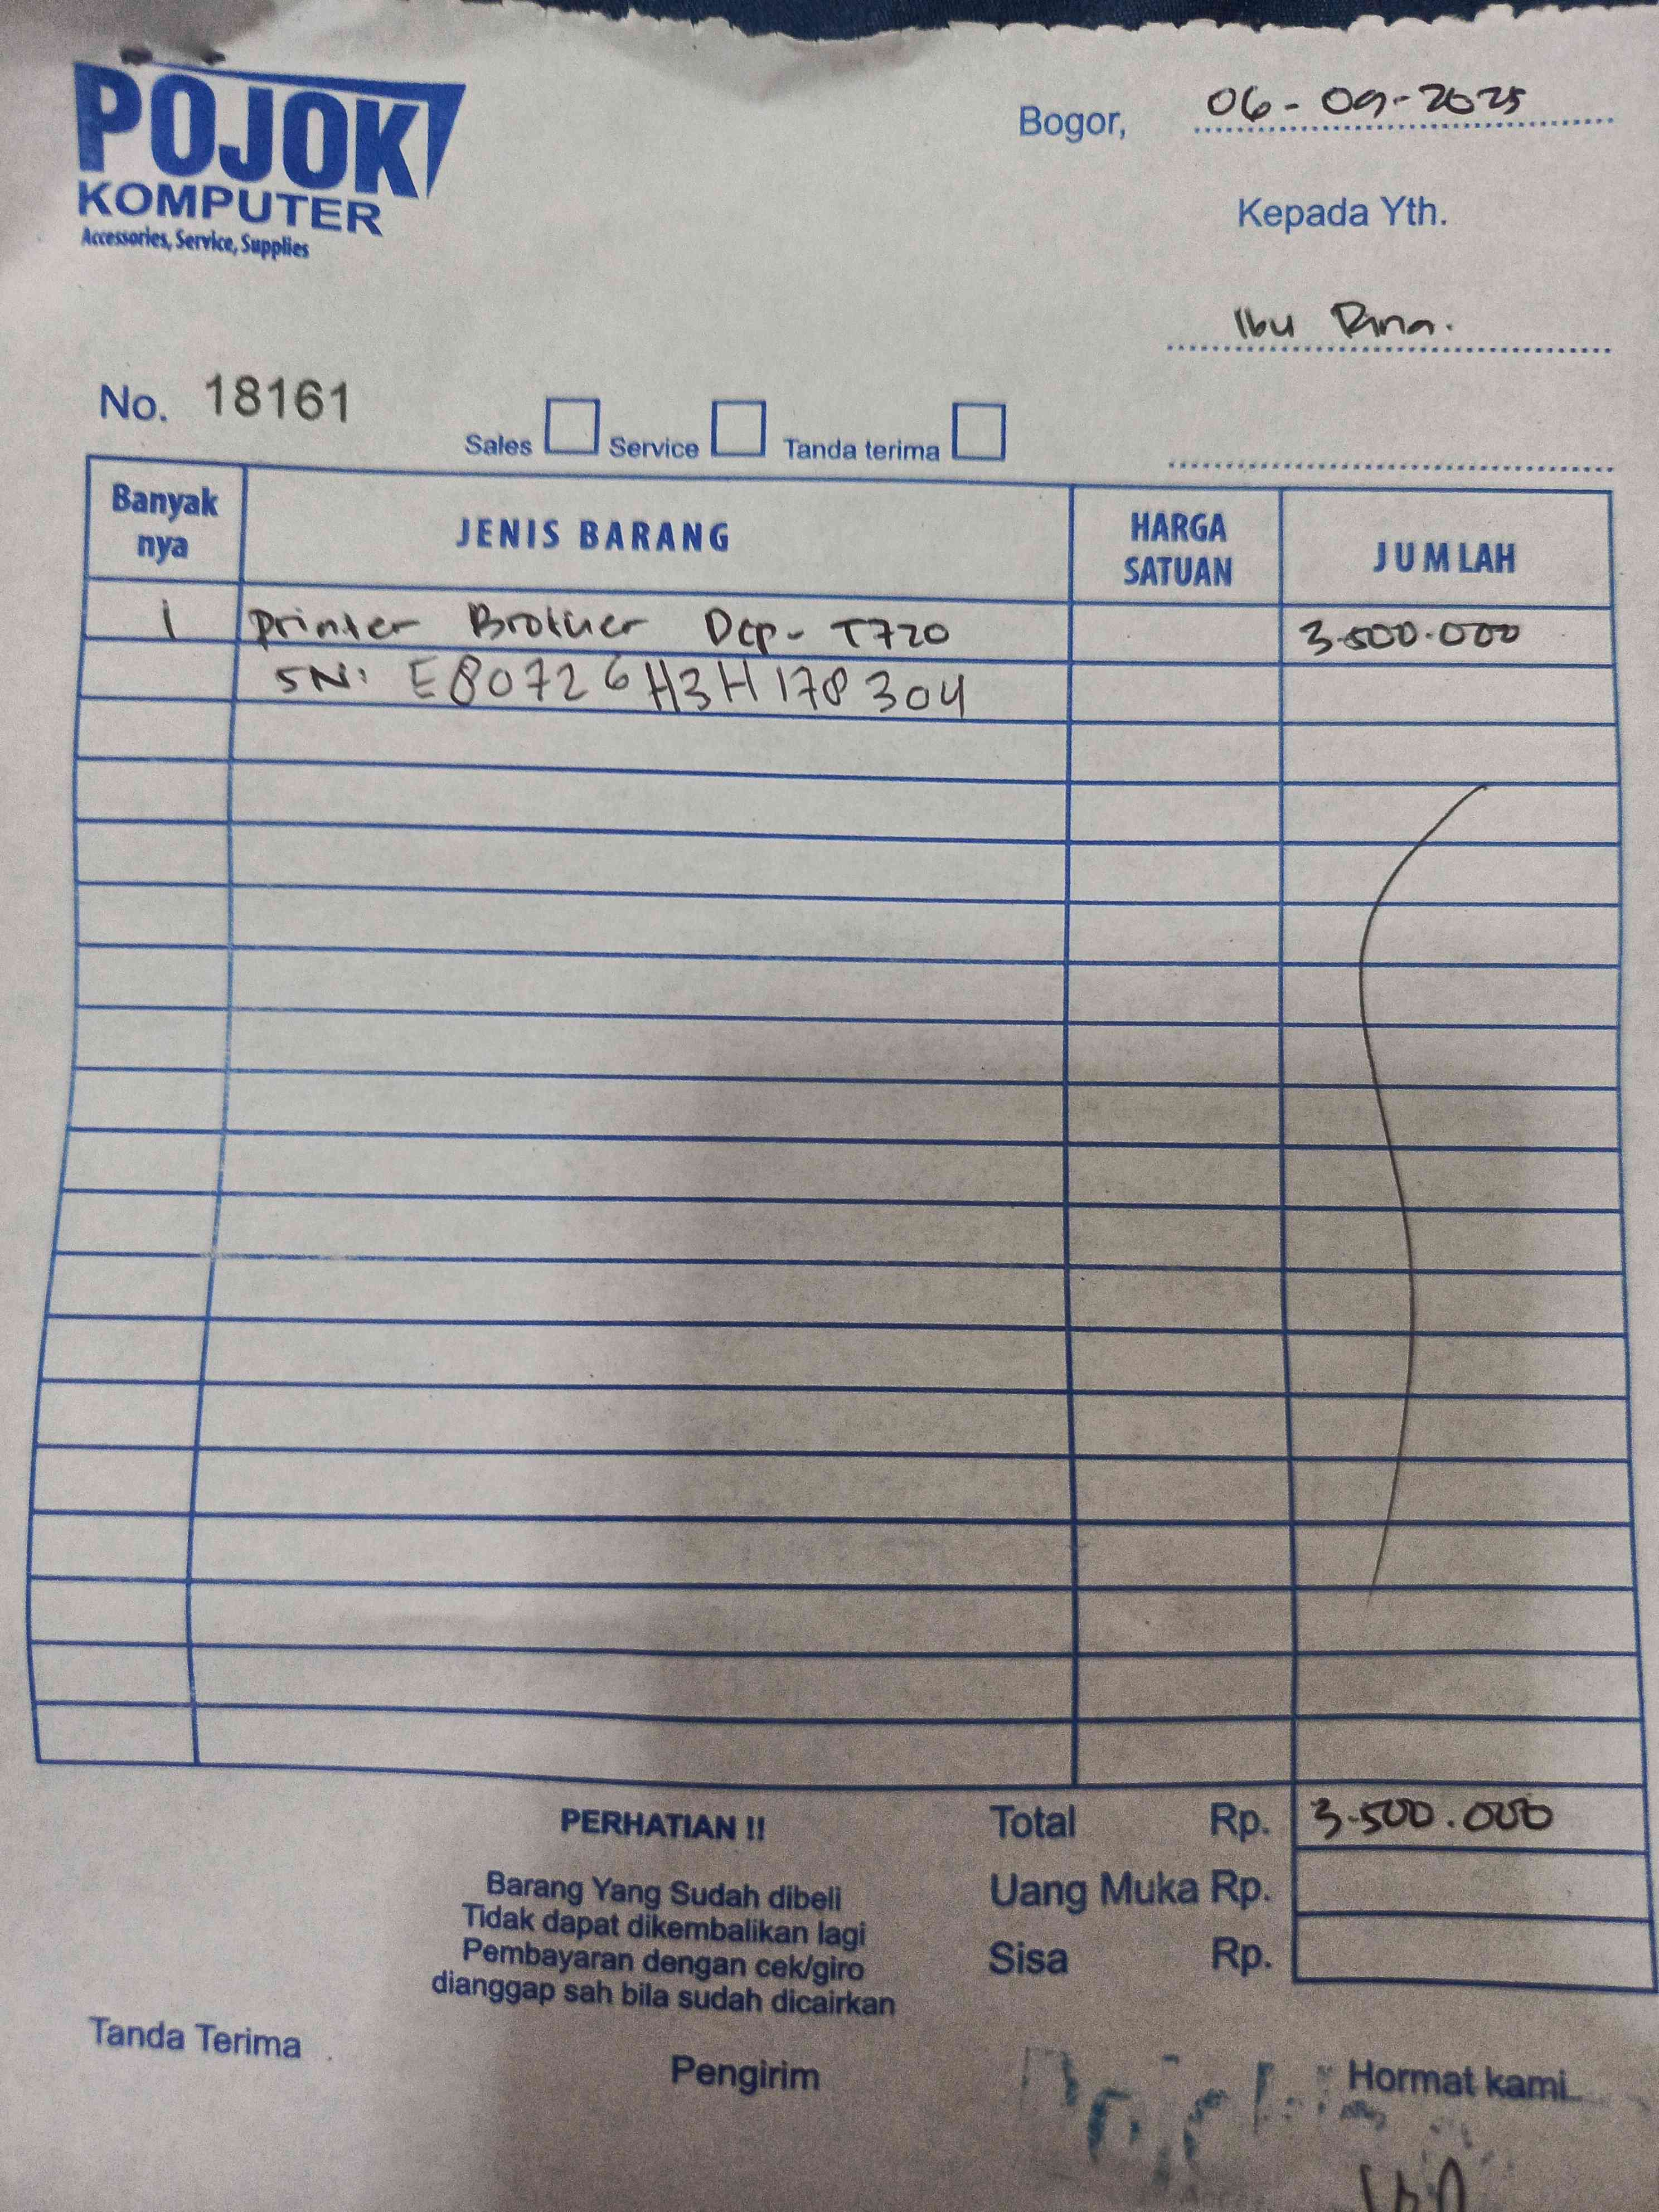 POJOK
KOMPUTER
Accessories, Service, Supplies
Bogor, 06-09-2025
Kepada Yth.
Ibu
No. 18161
Sales Service Tanda terima
Banyak nya JENIS BARANG HARGA SATUAN JUMLAH
1 Printer Brother Dcp-T720 3.500.000
SN: E80726H3H178304
PERHATIAN !!
Total Rp. 3.500.000
Barang Yang Sudah dibeli
Tidak dapat dikembalikan lagi
Pembayaran dengan cek/giro
dianggap sah bila sudah dicairkan
Uang Muka Rp.
Sisa Rp.
Tanda Terima
Pengirim
Hormat kami